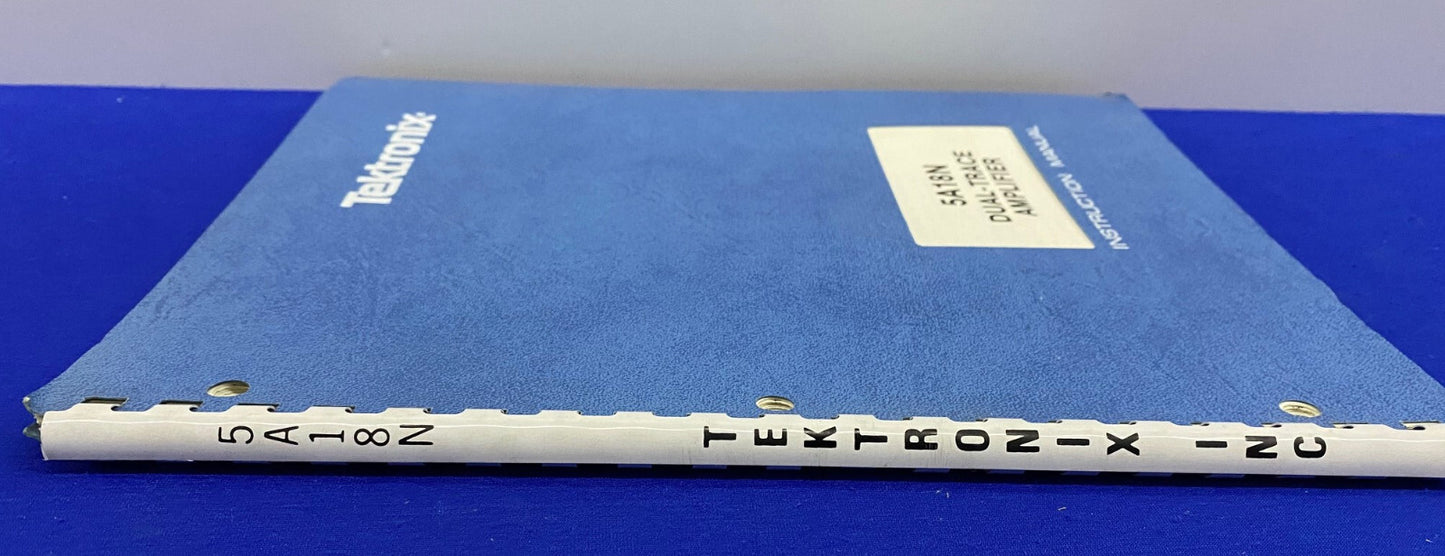 Tektronix
5A18N
DUAL-TRACE
AMPLIFIER
INSTRUCTION MANUAL
5A18N
TEKTRONIX INC